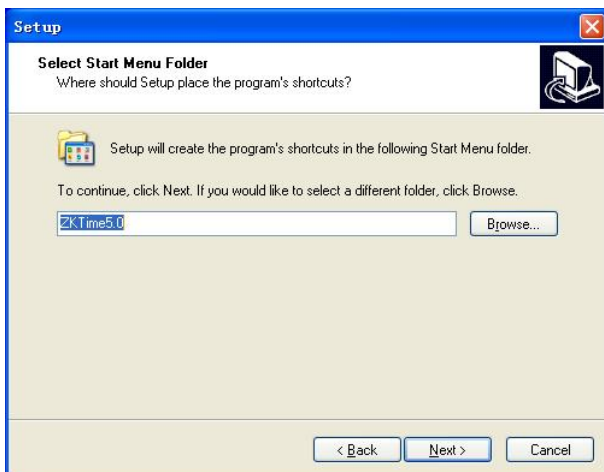 Setup
Select Start Menu Folder
Where should Setup place the program's shortcuts?
Setup will create the program's shortcuts in the following Start Menu folder.
To continue, click Next. If you would like to select a different folder, click Browse.
ZKTime5.0
Browse...
< Back
Next >
Cancel